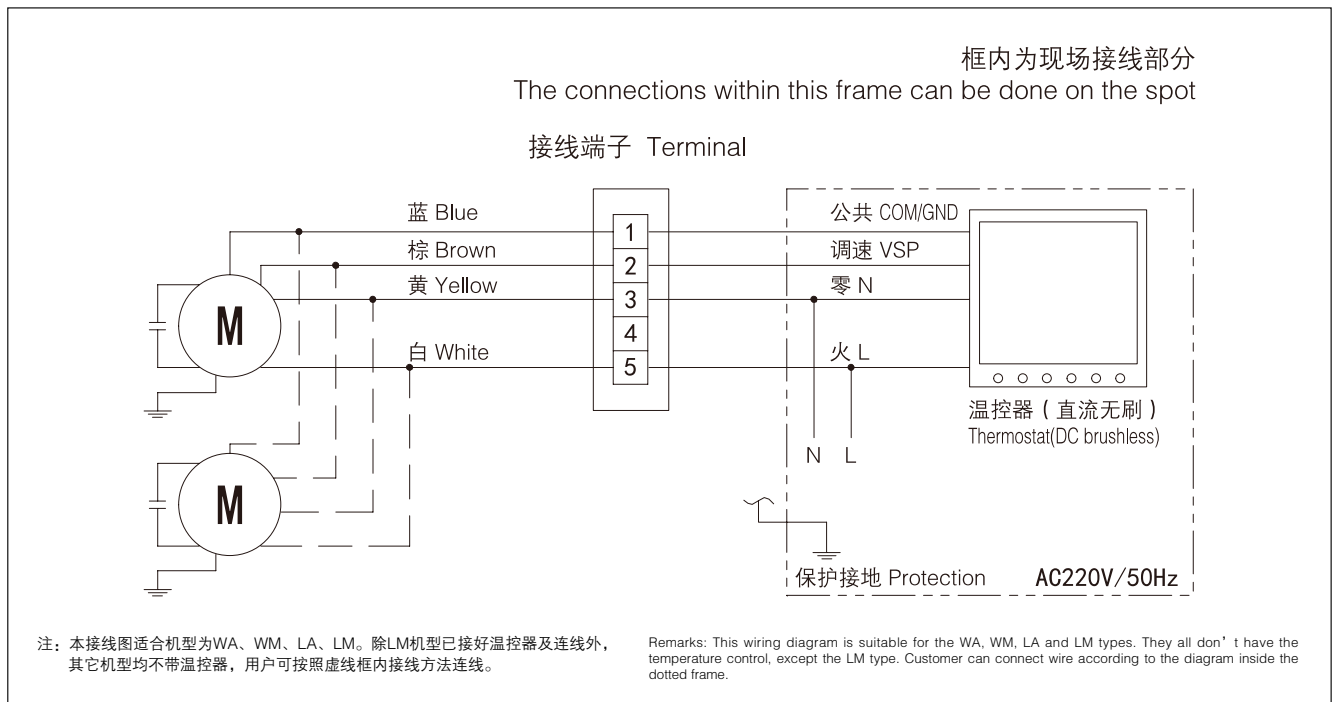 框内为现场接线部分
The connections within this frame can be done on the spot
接线端子 Terminal
蓝 Blue
棕 Brown
黄 Yellow
白 White
1
2
3
4
5
公共 COM/GND
调速 VSP
零 N
火 L
M
M
N L
温控器（直流无刷）
Thermostat(DC brushless)
保护接地 Protection
AC220V/50Hz
注：本接线图适合机型为WA、WM、LA、LM。除LM机型已接好温控器及连线外，
其它机型均不带温控器，用户可按照虚线框内接线方法连线。
Remarks: This wiring diagram is suitable for the WA, WM, LA and LM types. They all don’t have the
temperature control, except the LM type. Customer can connect wire according to the diagram inside the
dotted frame.